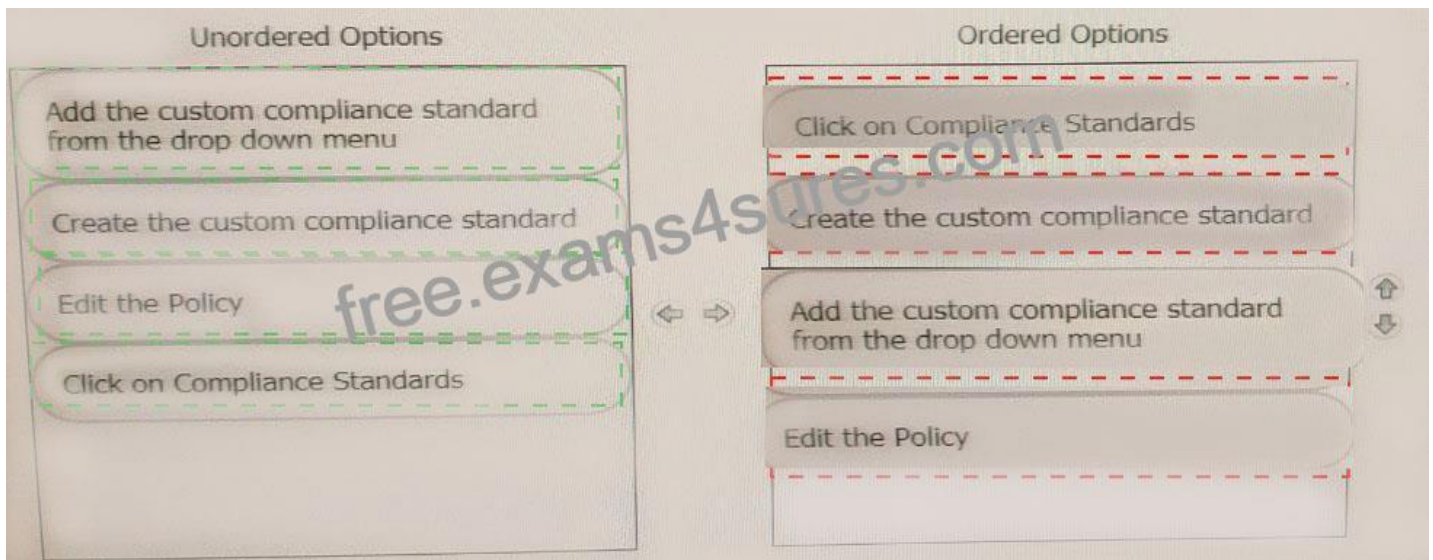 Unordered Options
Add the custom compliance standard
from the drop down menu
Create the custom compliance standard
Edit the Policy
Click on Compliance Standards
Ordered Options
Click on Compliance Standards
Create the custom compliance standard
Add the custom compliance standard
from the drop down menu
Edit the Policy
free.exams4sures.com